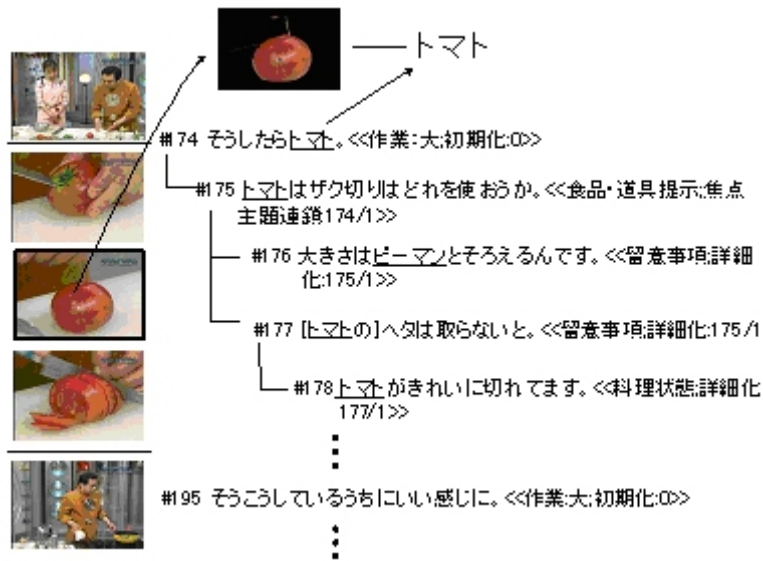 トマト
#174 そうしたらトマト。<<作業:大;初期化:0>>
#175 トマトはザク切りはどれを使おうか。<<食品・道具提示;焦点
主題連鎖174/1>>
#176 大きさはピーマンとそろえるんです。<<留意事項;詳細
化:175/1>>
#177 [トマトの]ヘタは取らないと。<<留意事項;詳細化:175/1
#178トマトがきれいに切れてます。<<料理状態;詳細化
177/1>>
#195 そうこうしているうちにいい感じに。<<作業:大;初期化:0>>